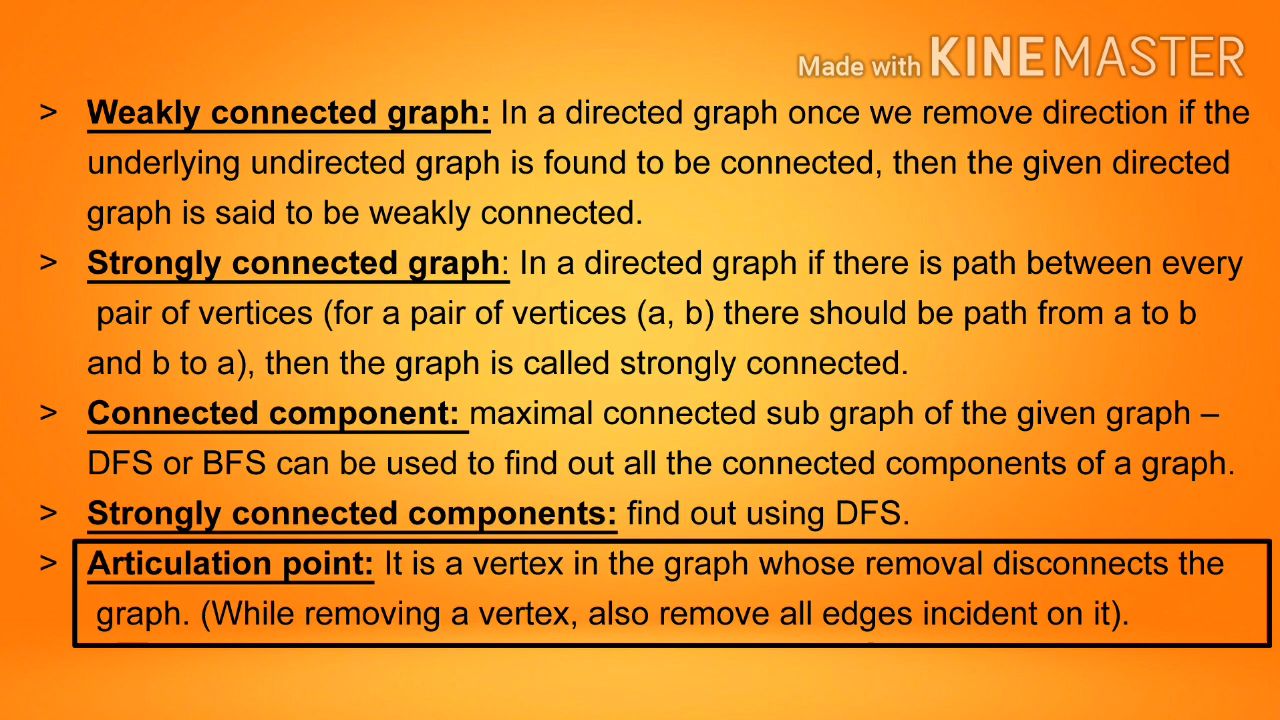 Made with KINEMASTER
> Weakly connected graph: In a directed graph once we remove direction if the
underlying undirected graph is found to be connected, then the given directed
graph is said to be weakly connected.
> Strongly connected graph: In a directed graph if there is path between every
pair of vertices (for a pair of vertices (a, b) there should be path from a to b
and b to a), then the graph is called strongly connected.
> Connected component: maximal connected sub graph of the given graph –
DFS or BFS can be used to find out all the connected components of a graph.
> Strongly connected components: find out using DFS.
> Articulation point: It is a vertex in the graph whose removal disconnects the
graph. (While removing a vertex, also remove all edges incident on it).